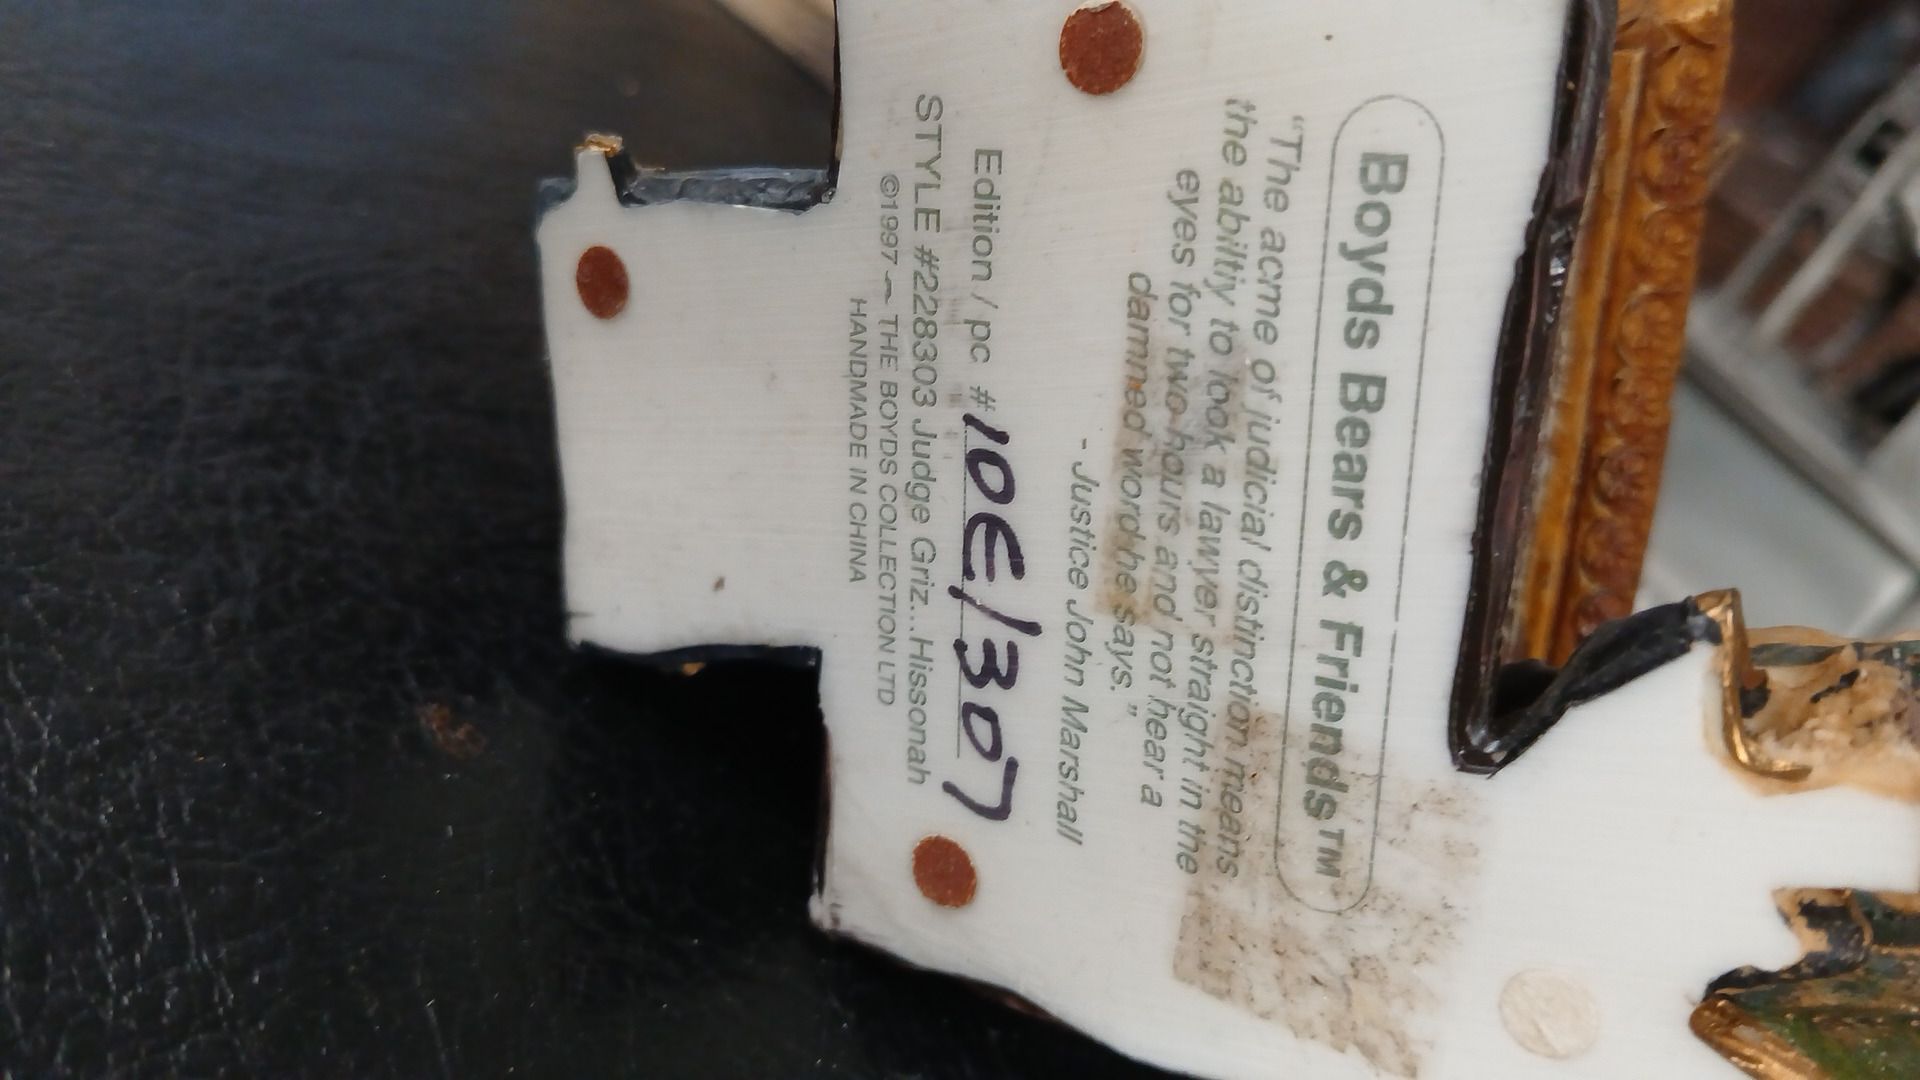 Boyds Bears & Friends™
“The acme of judicial distinction means
the ability to look a lawyer straight in the
eyes for two hours and not hear a
damned word he says.”
- Justice John Marshall
Edition / pc # 10E/1307
STYLE #228303 Judge Griz...Hissonah
©1997 ~ THE BOYDS COLLECTION LTD
HANDMADE IN CHINA